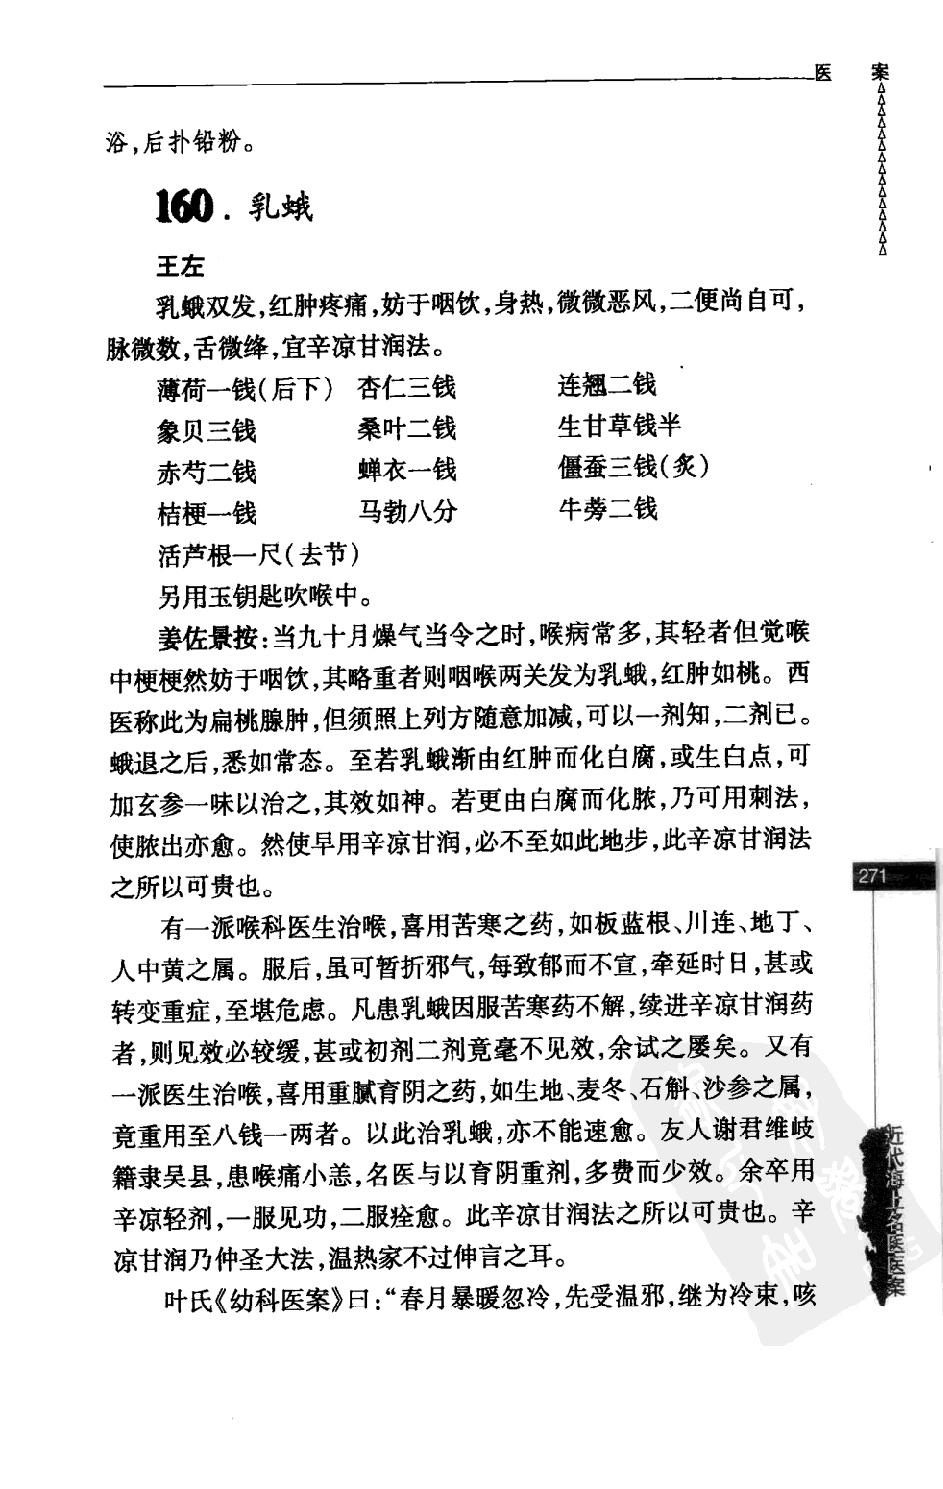 医　案
浴，后扑铅粉。
160．乳蛾
王左
乳蛾双发，红肿疼痛，妨于咽饮，身热，微微恶风，二便尚自可，
脉微数，舌微绛，宜辛凉甘润法。
薄荷一钱（后下）　杏仁三钱　连翘二钱
象贝三钱　桑叶二钱　生甘草钱半
赤芍二钱　蝉衣一钱　僵蚕三钱（炙）
桔梗一钱　马勃八分　牛蒡二钱
活芦根一尺（去节）
另用玉钥匙吹喉中。
姜佐景按：当九十月燥气当令之时，喉病常多，其轻者但觉喉
中梗梗然妨于咽饮，其略重者则咽喉两关发为乳蛾，红肿如桃。西
医称此为扁桃腺肿，但须照上列方随意加减，可以一剂知，二剂已。
蛾退之后，悉如常态。至若乳蛾渐由红肿而化白腐，或生白点，可
加玄参一味以治之，其效如神。若更由白腐而化脓，乃可用刺法，
使脓出亦愈。然使早用辛凉甘润，必不至如此地步，此辛凉甘润法
之所以可贵也。
有一派喉科医生治喉，喜用苦寒之药，如板蓝根、川连、地丁、
人中黄之属。服后，虽可暂折邪气，每致郁而不宣，牵延时日，甚或
转变重症，至堪危虑。凡患乳蛾因服苦寒药不解，续进辛凉甘润药
者，则见效必较缓，甚或初剂二剂竟毫不见效，余试之屡矣。又有
一派医生治喉，喜用重腻育阴之药，如生地、麦冬、石斛、沙参之属，
竟重用至八钱一两者。以此治乳蛾，亦不能速愈。友人谢君维岐
籍隶吴县，患喉痛小恙，名医与以育阴重剂，多费而少效。余卒用
辛凉轻剂，一服见功，二服痊愈。此辛凉甘润法之所以可贵也。辛
凉甘润乃仲圣大法，温热家不过伸言之耳。
叶氏《幼科医案》曰：“春月暴暖忽冷，先受温邪，继为冷束，咳
271
近代海上名医医案